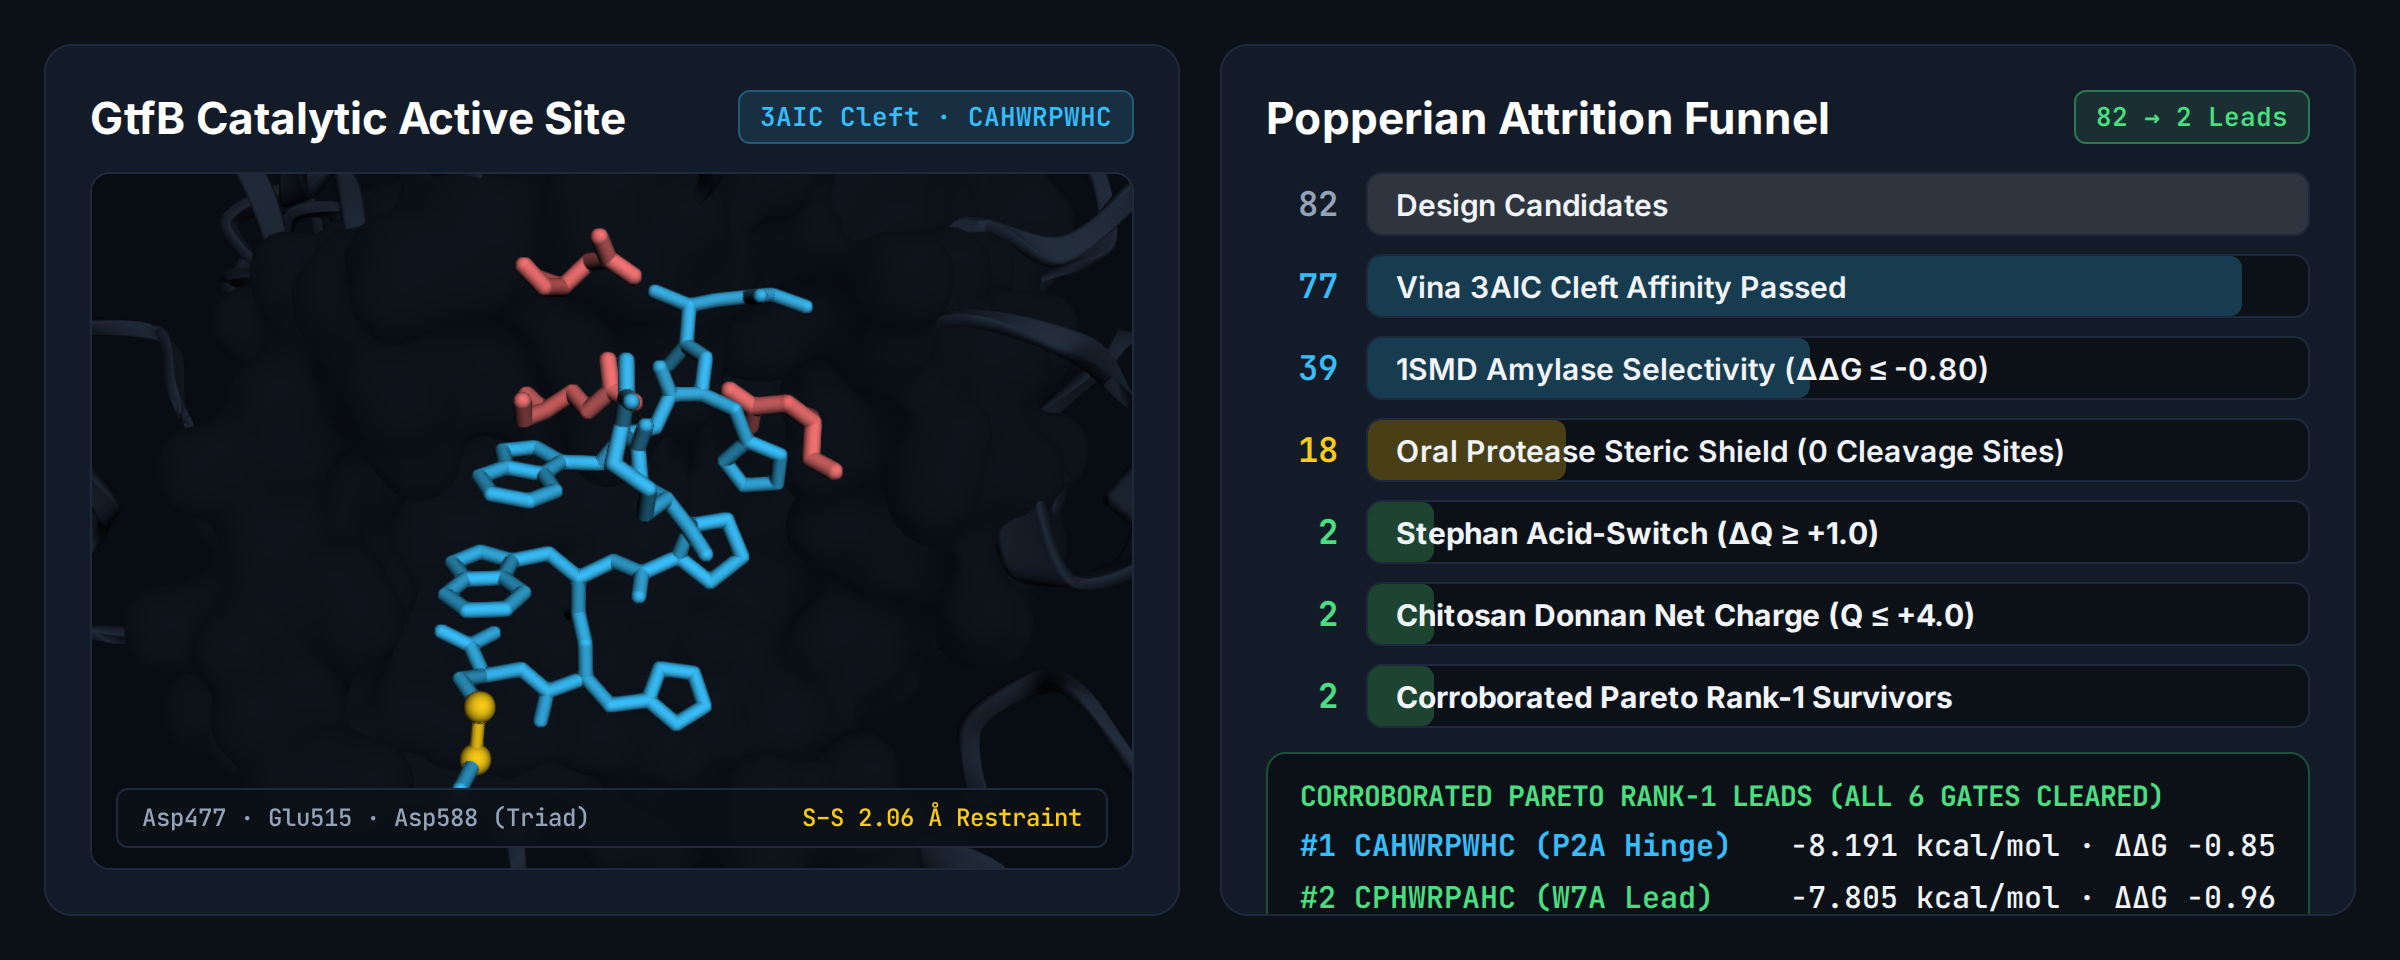 GtfB Catalytic Active Site
3AIC Cleft · CAHWRPWHC
Asp477 · Glu515 · Asp588 (Triad)
S-S 2.06 Å Restraint
Popperian Attrition Funnel
82 → 2 Leads
82 Design Candidates
77 Vina 3AIC Cleft Affinity Passed
39 1SMD Amylase Selectivity (ΔΔG ≤ -0.80)
18 Oral Protease Steric Shield (0 Cleavage Sites)
2 Stephan Acid-Switch (ΔQ ≥ +1.0)
2 Chitosan Donnan Net Charge (Q ≤ +4.0)
2 Corroborated Pareto Rank-1 Survivors
CORROBORATED PARETO RANK-1 LEADS (ALL 6 GATES CLEARED)
#1 CAHWRPWHC (P2A Hinge) -8.191 kcal/mol · ΔΔG -0.85
#2 CPHWRPAHC (W7A Lead) -7.805 kcal/mol · ΔΔG -0.96